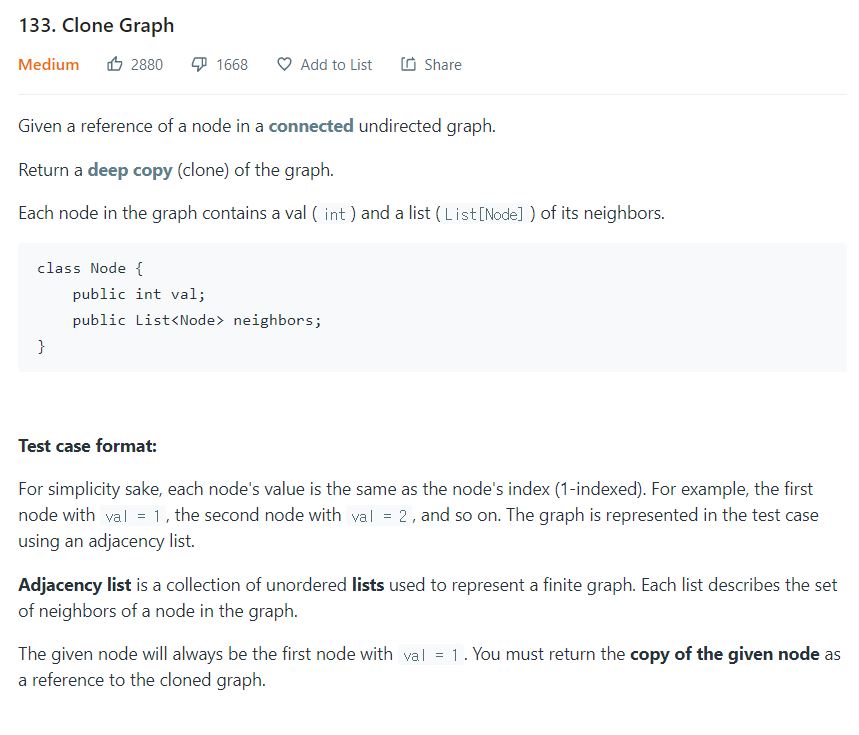 133. Clone Graph
Medium 2880 1668 Add to List Share
Given a reference of a node in a connected undirected graph.
Return a deep copy (clone) of the graph.
Each node in the graph contains a val ( int ) and a list ( List[Node] ) of its neighbors.
class Node {
    public int val;
    public List<Node> neighbors;
}
Test case format:
For simplicity sake, each node's value is the same as the node's index (1-indexed). For example, the first
node with val = 1 , the second node with val = 2 , and so on. The graph is represented in the test case
using an adjacency list.
Adjacency list is a collection of unordered lists used to represent a finite graph. Each list describes the set
of neighbors of a node in the graph.
The given node will always be the first node with val = 1 . You must return the copy of the given node as
a reference to the cloned graph.